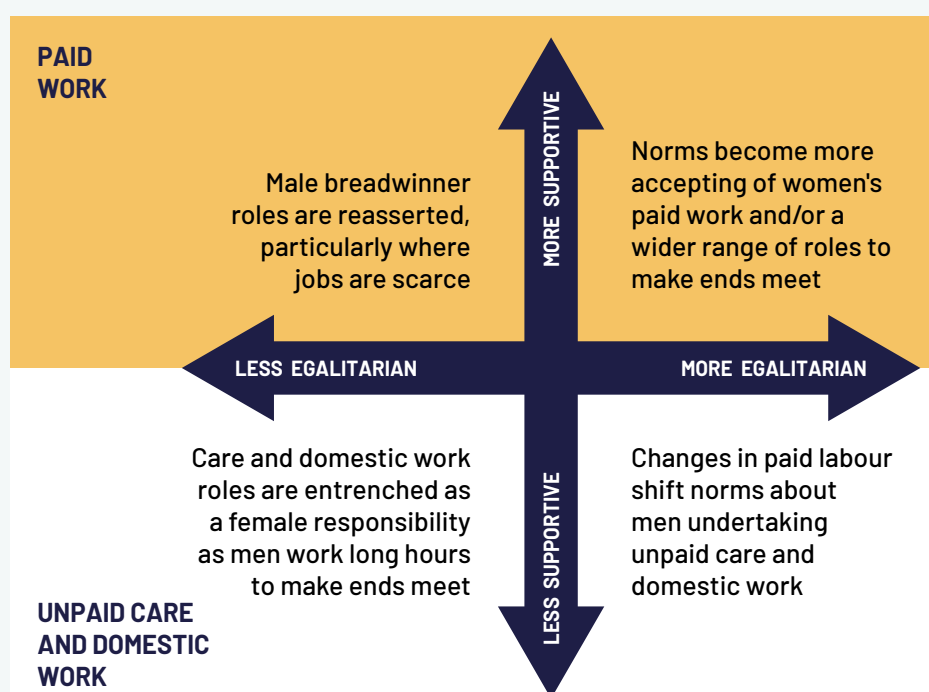 PAID
WORK
MORE SUPPORTIVE
Male breadwinner
roles are reasserted,
particularly where
jobs are scarce
Norms become more
accepting of women's
paid work and/or a
wider range of roles to
make ends meet
LESS EGALITARIAN
MORE EGALITARIAN
Care and domestic work
roles are entrenched as
a female responsibility
as men work long hours
to make ends meet
LESS SUPPORTIVE
Changes in paid labour
shift norms about
men undertaking
unpaid care and
domestic work
UNPAID CARE
AND DOMESTIC
WORK